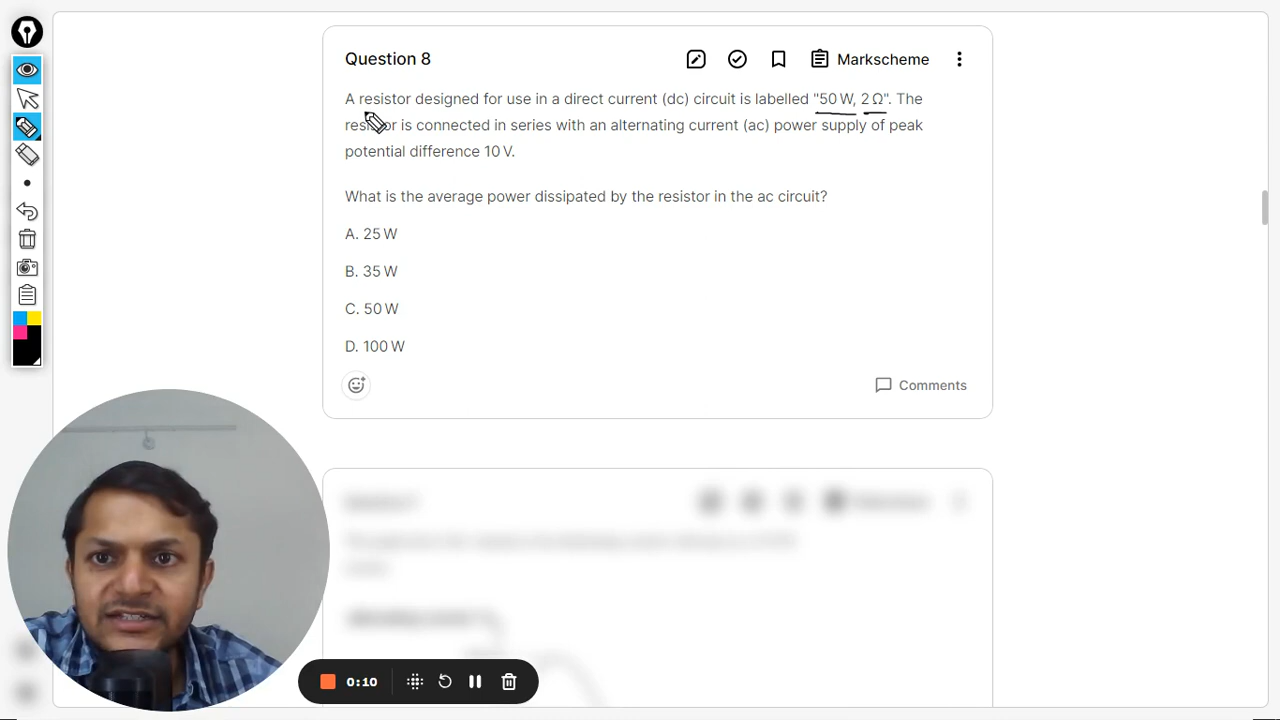 Question 8
Markscheme
A resistor designed for use in a direct current (dc) circuit is labelled "50 W, 2 Ω". The
resistor is connected in series with an alternating current (ac) power supply of peak
potential difference 10 V.
What is the average power dissipated by the resistor in the ac circuit?
A. 25 W
B. 35 W
C. 50 W
D. 100 W
Comments
0:10